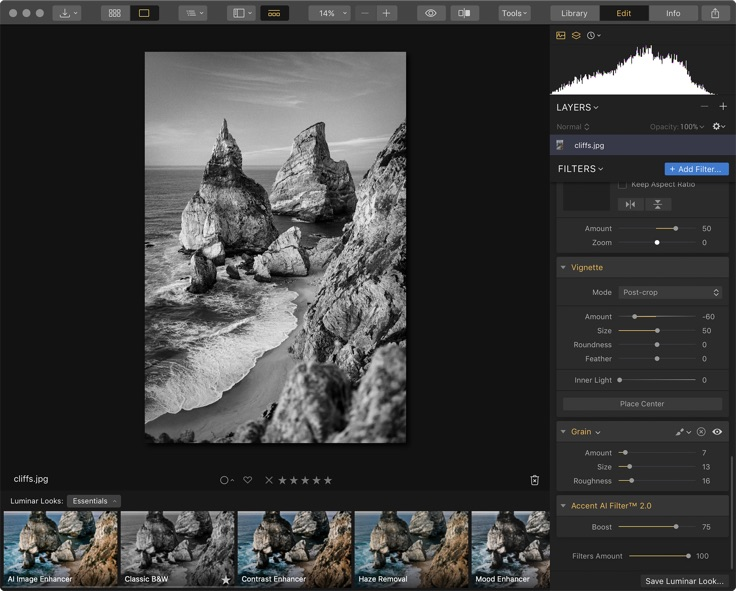 14%
Tools
Library
Edit
Info
LAYERS
Normal
Opacity: 100%
cliffs.jpg
FILTERS
+ Add Filter...
Keep Aspect Ratio
Amount 50
Zoom 0
Vignette
Mode Post-crop
Amount -60
Size 50
Roundness 0
Feather 0
Inner Light 0
Place Center
Grain
Amount 7
Size 13
Roughness 16
Accent AI Filter™ 2.0
Boost 75
Filters Amount 100
Save Luminar Look...
cliffs.jpg
Luminar Looks: Essentials
AI Image Enhancer
Classic B&W
Contrast Enhancer
Haze Removal
Mood Enhancer